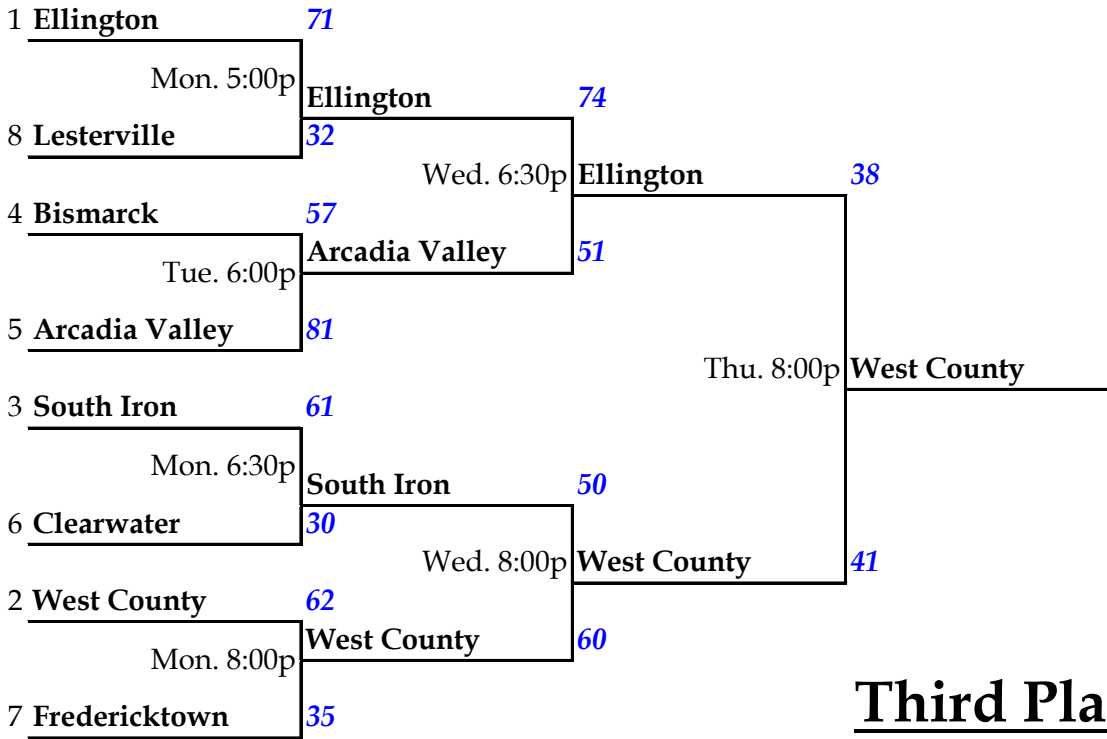 1 Ellington 71
Mon. 5:00p
Ellington 74
8 Lesterville 32
Wed. 6:30p Ellington 38
4 Bismarck 57
Arcadia Valley 51
Tue. 6:00p
5 Arcadia Valley 81
Thu. 8:00p West County
3 South Iron 61
Mon. 6:30p
South Iron 50
6 Clearwater 30
Wed. 8:00p West County 41
2 West County 62
West County 60
Mon. 8:00p
7 Fredericktown 35
Third Pla